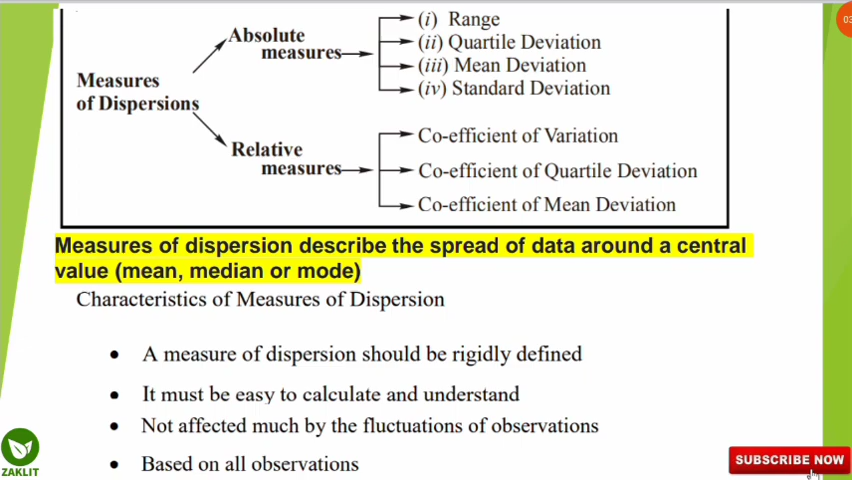 03
Absolute
measures
(i) Range
(ii) Quartile Deviation
(iii) Mean Deviation
(iv) Standard Deviation
Measures
of Dispersions
Relative
measures
Co-efficient of Variation
Co-efficient of Quartile Deviation
Co-efficient of Mean Deviation
Measures of dispersion describe the spread of data around a central
value (mean, median or mode)
Characteristics of Measures of Dispersion
• A measure of dispersion should be rigidly defined
• It must be easy to calculate and understand
• Not affected much by the fluctuations of observations
• Based on all observations
ZAKLIT
SUBSCRIBE NOW